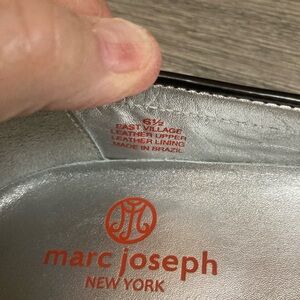 6½
EAST VILLAGE
LEATHER UPPER
LEATHER LINING
MADE IN BRAZIL
marc joseph
NEW YORK